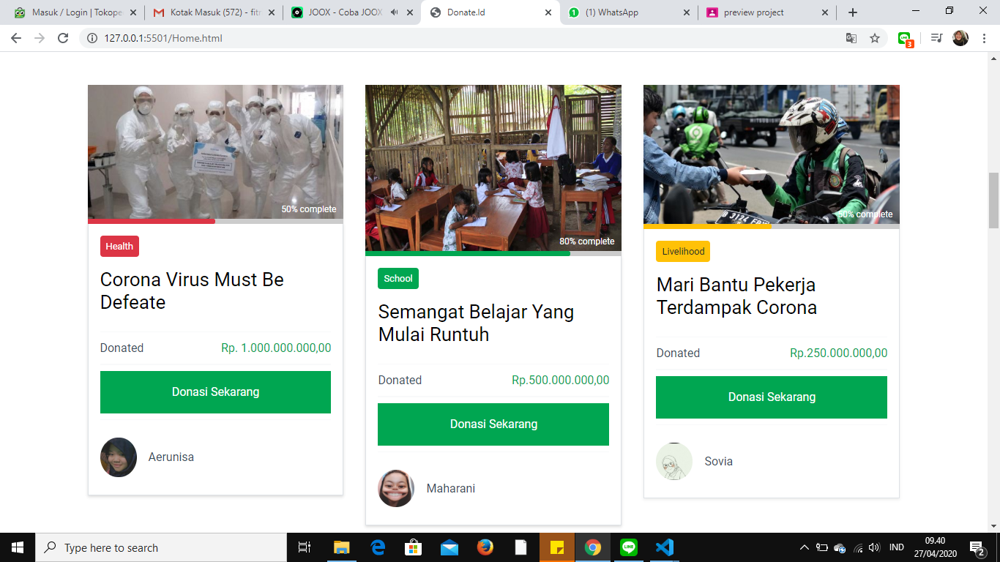 Masuk / Login | Tokope
Kotak Masuk (572) - fitr
JOOX - Coba JOOX
Donate.Id
(1) WhatsApp
preview project
127.0.0.1:5501/Home.html
3
50% complete
Health
Corona Virus Must Be
Defeate
Donated
Rp. 1.000.000.000,00
Donasi Sekarang
Aerunisa
80% complete
School
Semangat Belajar Yang
Mulai Runtuh
Donated
Rp.500.000.000,00
Donasi Sekarang
Maharani
50% complete
Livelihood
Mari Bantu Pekerja
Terdampak Corona
Donated
Rp.250.000.000,00
Donasi Sekarang
Sovia
Type here to search
IND
09.40
27/04/2020
2